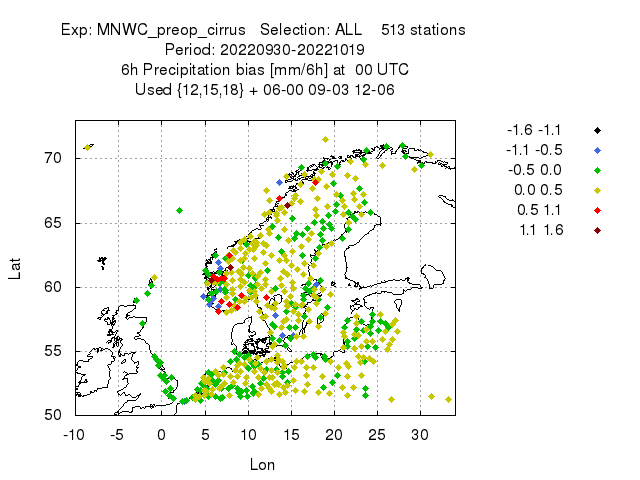 Exp: MNWC_preop_cirrus Selection: ALL 513 stations
Period: 20220930-20221019
6h Precipitation bias [mm/6h] at 00 UTC
Used {12,15,18} + 06-00 09-03 12-06
-1.6 -1.1
-1.1 -0.5
-0.5 0.0
0.0 0.5
0.5 1.1
1.1 1.6
70
65
60
55
50
Lat
-10 -5 0 5 10 15 20 25 30
Lon